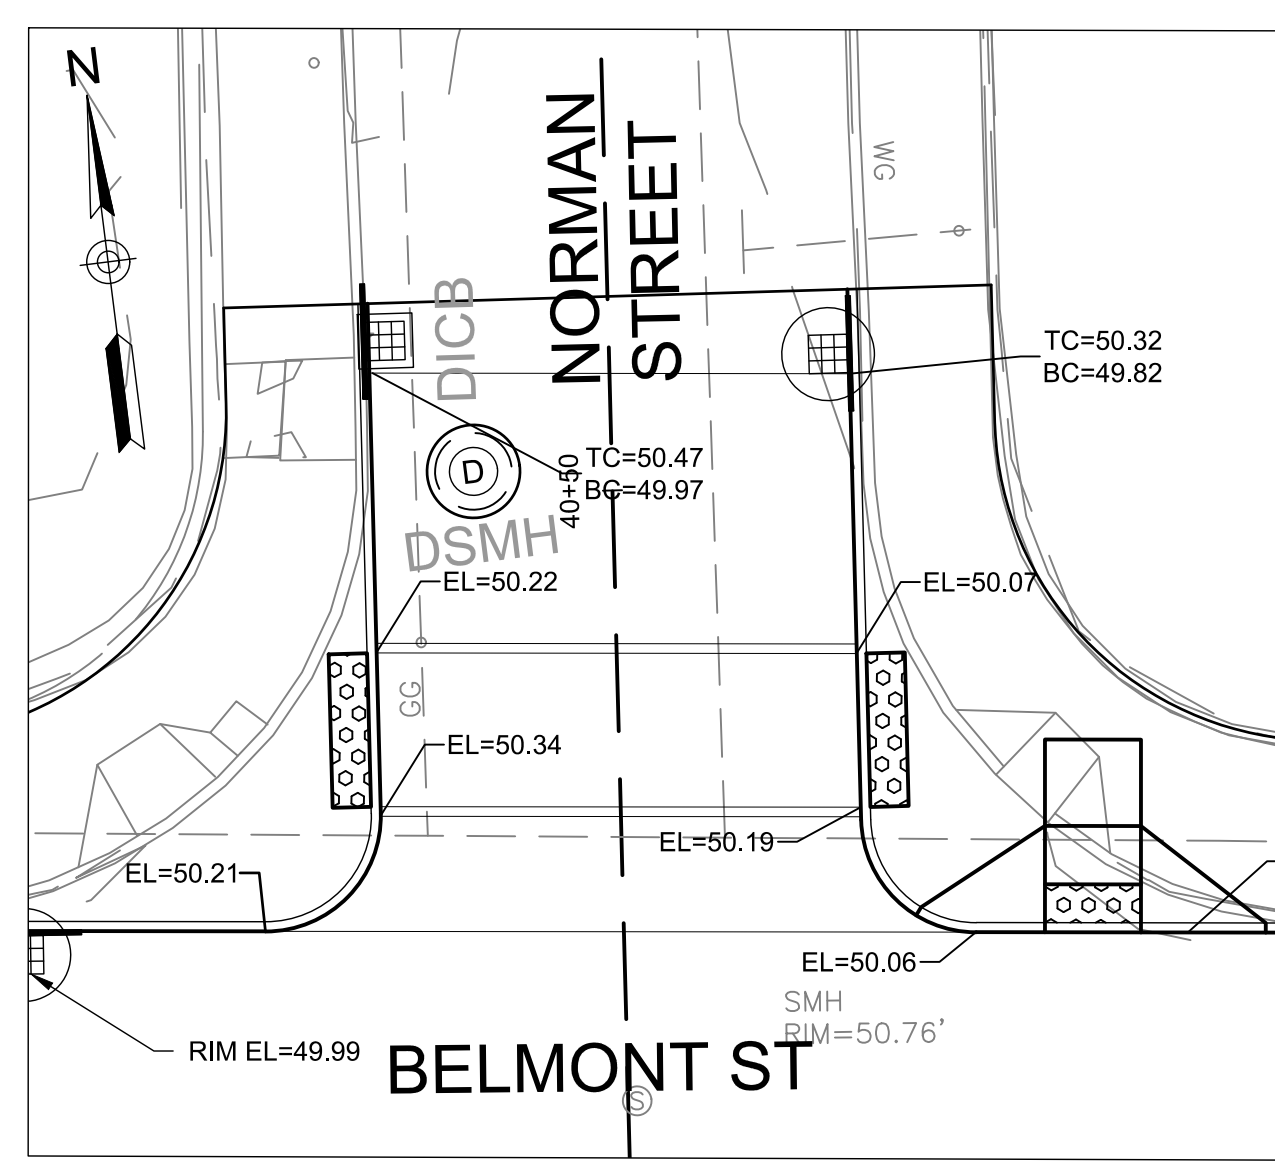 N
NORMAN
STREET
WG
DICB
TC=50.32
BC=49.82
TC=50.47
BC=49.97
40+50
D
DSMH
EL=50.22
EL=50.07
GG
EL=50.34
EL=50.19
EL=50.21
EL=50.06
SMH
RIM=50.76'
RIM EL=49.99
BELMONT ST
S